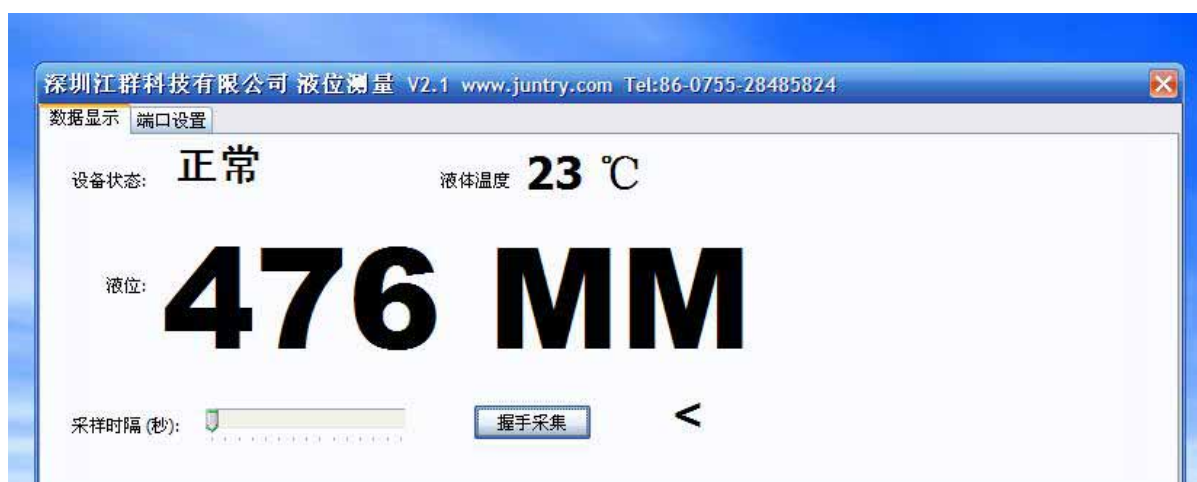 深圳江群科技有限公司 液位测量 V2.1 www.juntry.com Tel:86-0755-28485824
数据显示 端口设置
设备状态: 正常 液体温度 23 ℃
液位: 476 MM
采样时隔(秒): 握手采集 <